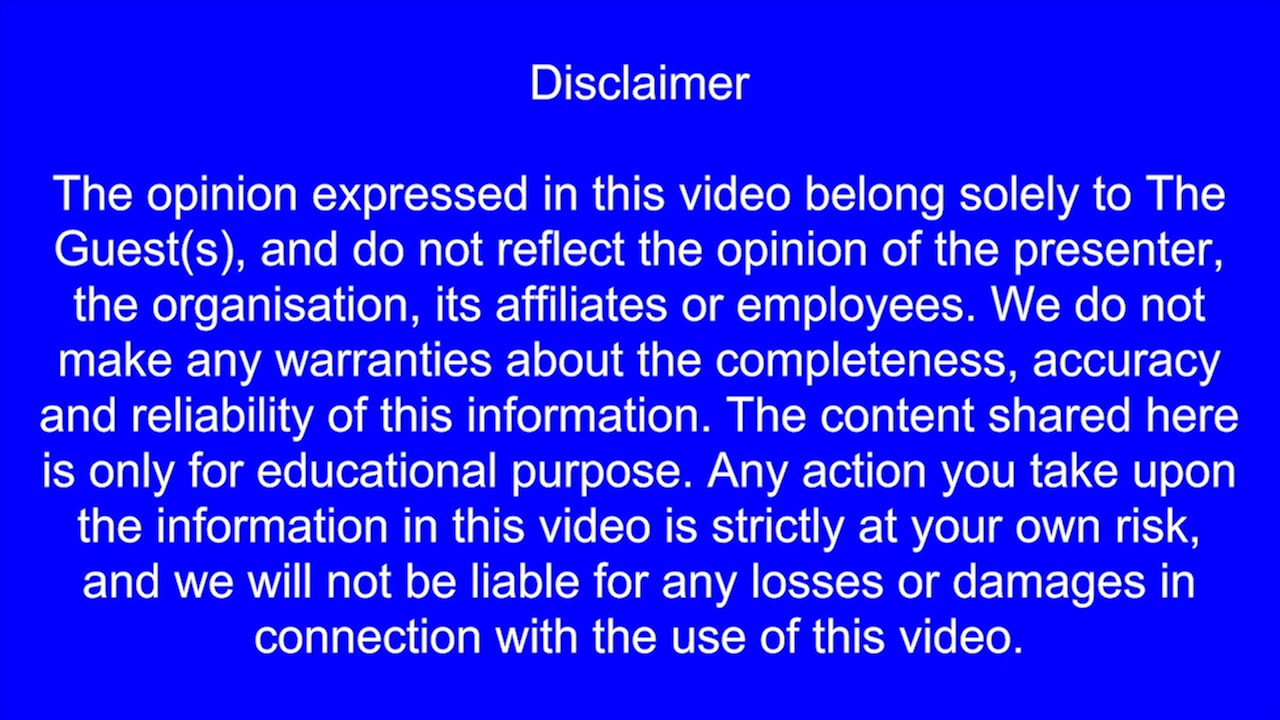 Disclaimer
The opinion expressed in this video belong solely to The
Guest(s), and do not reflect the opinion of the presenter,
the organisation, its affiliates or employees. We do not
make any warranties about the completeness, accuracy
and reliability of this information. The content shared here
is only for educational purpose. Any action you take upon
the information in this video is strictly at your own risk,
and we will not be liable for any losses or damages in
connection with the use of this video.